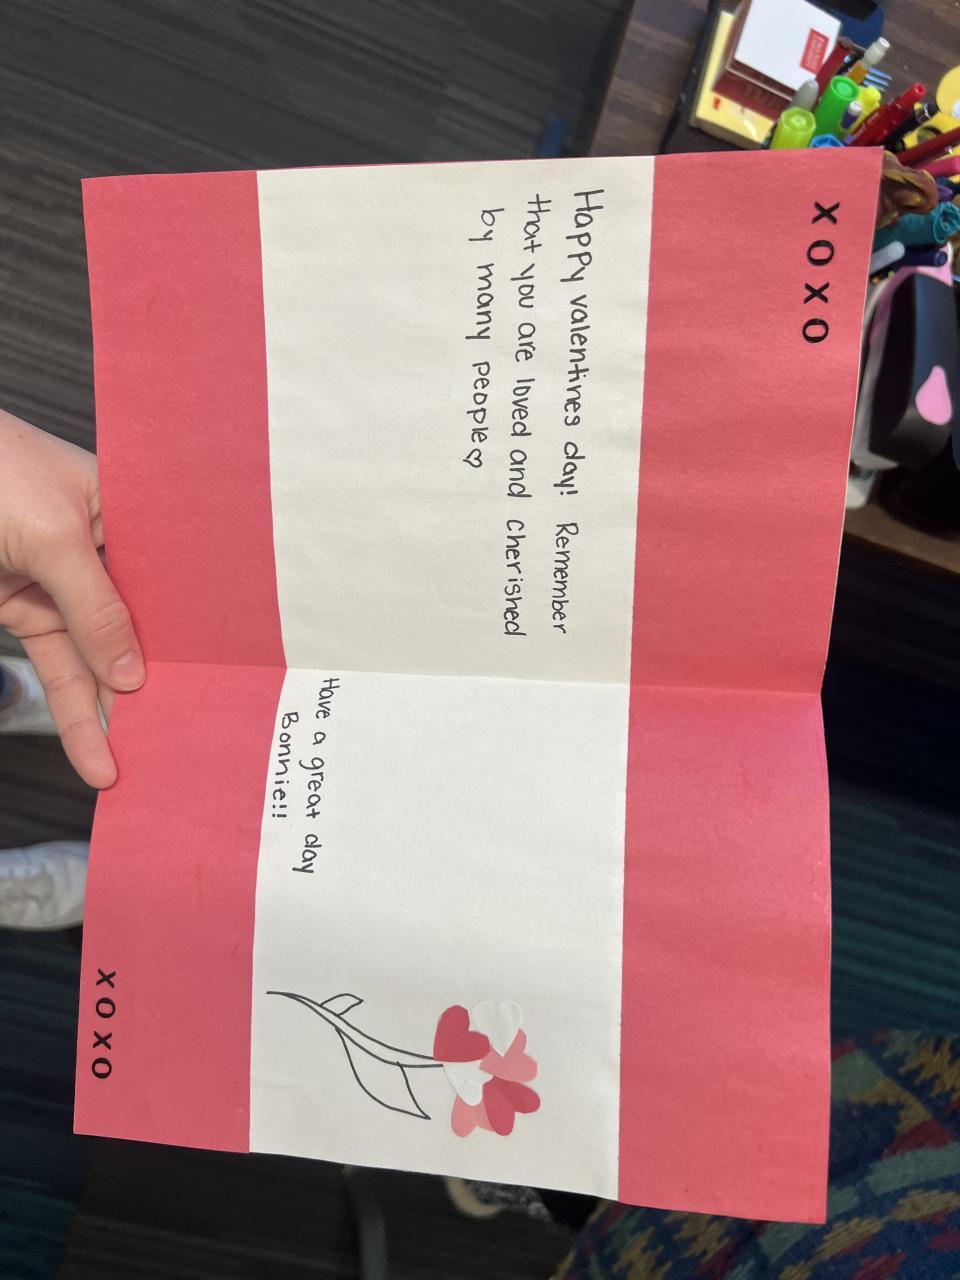 XOXO
Happy valentines day! Remember
that you are loved and cherished
by many people♡
Have a great day
Bonnie!!
XOXO